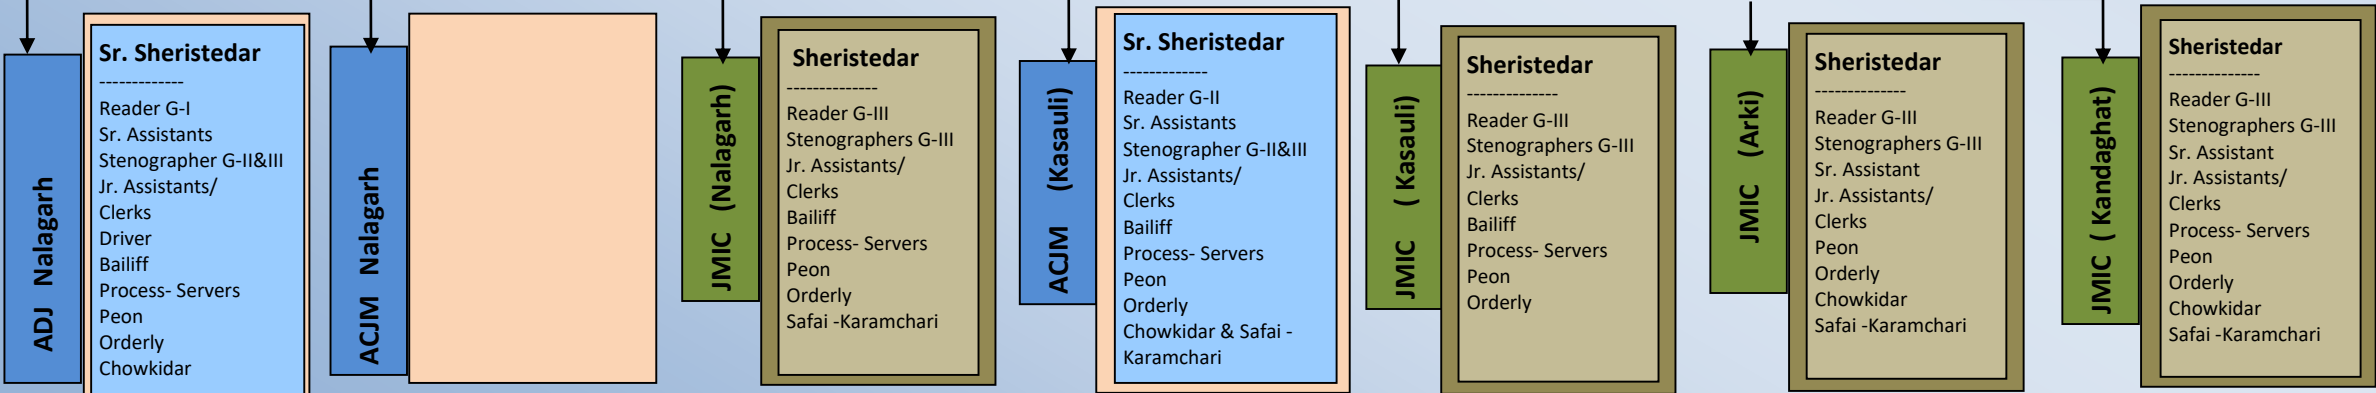 ADJ Nalagarh
Sr. Sheristedar
-------------
Reader G-I
Sr. Assistants
Stenographer G-II&III
Jr. Assistants/
Clerks
Driver
Bailiff
Process- Servers
Peon
Orderly
Chowkidar
ACJM Nalagarh
JMIC (Nalagarh)
Sheristedar
--------------
Reader G-III
Stenographers G-III
Jr. Assistants/
Clerks
Bailiff
Process- Servers
Peon
Orderly
Safai -Karamchari
ACJM (Kasauli)
Sr. Sheristedar
-------------
Reader G-II
Sr. Assistants
Stenographer G-II&III
Jr. Assistants/
Clerks
Bailiff
Process- Servers
Peon
Orderly
Chowkidar & Safai -
Karamchari
JMIC ( Kasauli)
Sheristedar
--------------
Reader G-III
Stenographers G-III
Jr. Assistants/
Clerks
Bailiff
Process- Servers
Peon
Orderly
JMIC (Arki)
Sheristedar
--------------
Reader G-III
Stenographers G-III
Sr. Assistant
Jr. Assistants/
Clerks
Peon
Orderly
Chowkidar
Safai -Karamchari
JMIC ( Kandaghat)
Sheristedar
--------------
Reader G-III
Stenographers G-III
Sr. Assistant
Jr. Assistants/
Clerks
Process- Servers
Peon
Orderly
Chowkidar
Safai -Karamchari